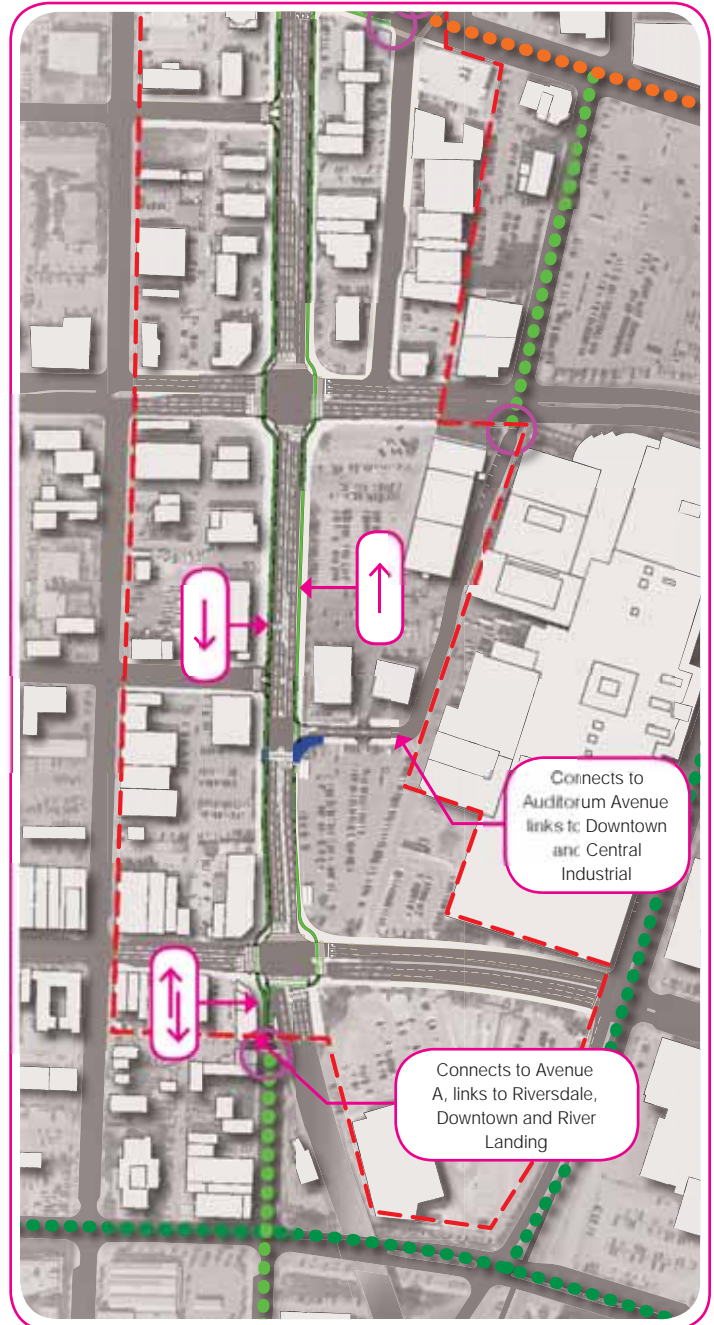 Connects to
Auditorum Avenue
links to Downtown
and Central
Industrial
Connects to Avenue
A, links to Riversdale,
Downtown and River
Landing